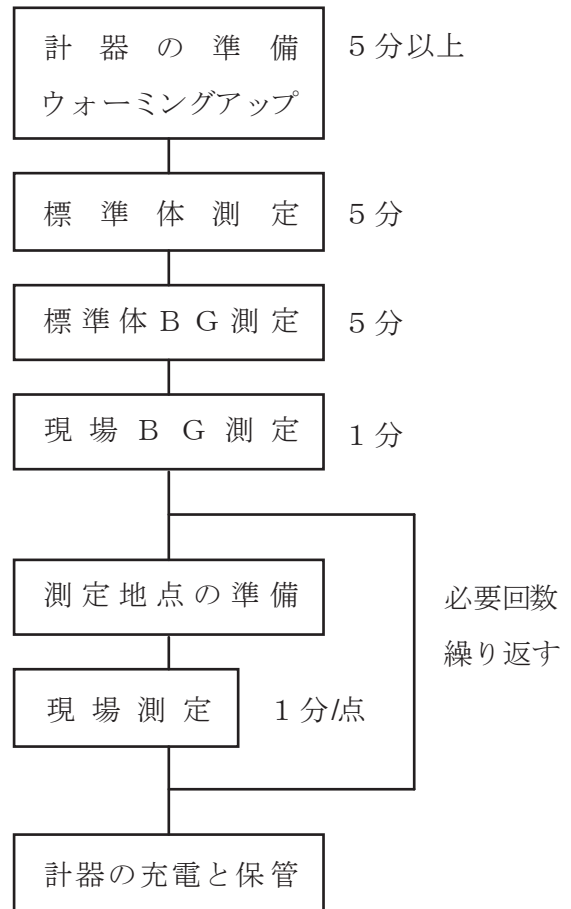 計器の準備 5分以上
ウォーミングアップ
標準体測定 5分
標準体BG測定 5分
現場BG測定 1分
測定地点の準備
必要回数
繰り返す
現場測定 1分/点
計器の充電と保管